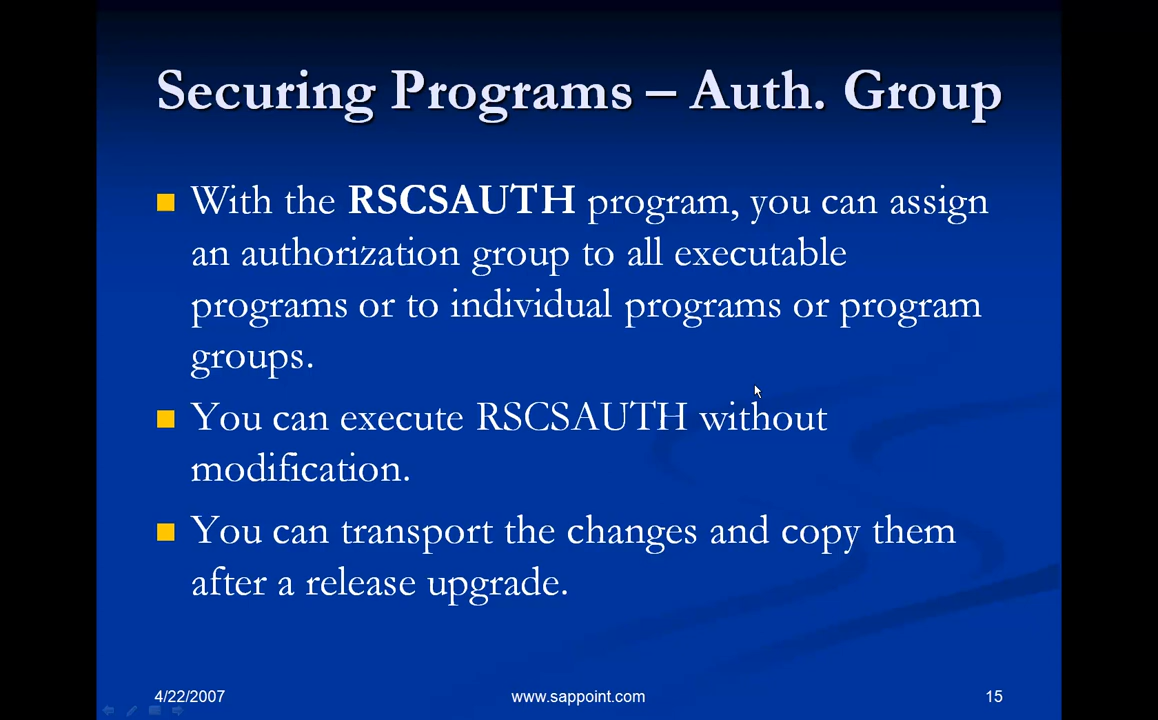 Securing Programs – Auth. Group
With the RSCSAUTH program, you can assign
an authorization group to all executable
programs or to individual programs or program
groups.
You can execute RSCSAUTH without
modification.
You can transport the changes and copy them
after a release upgrade.
4/22/2007 www.sappoint.com 15